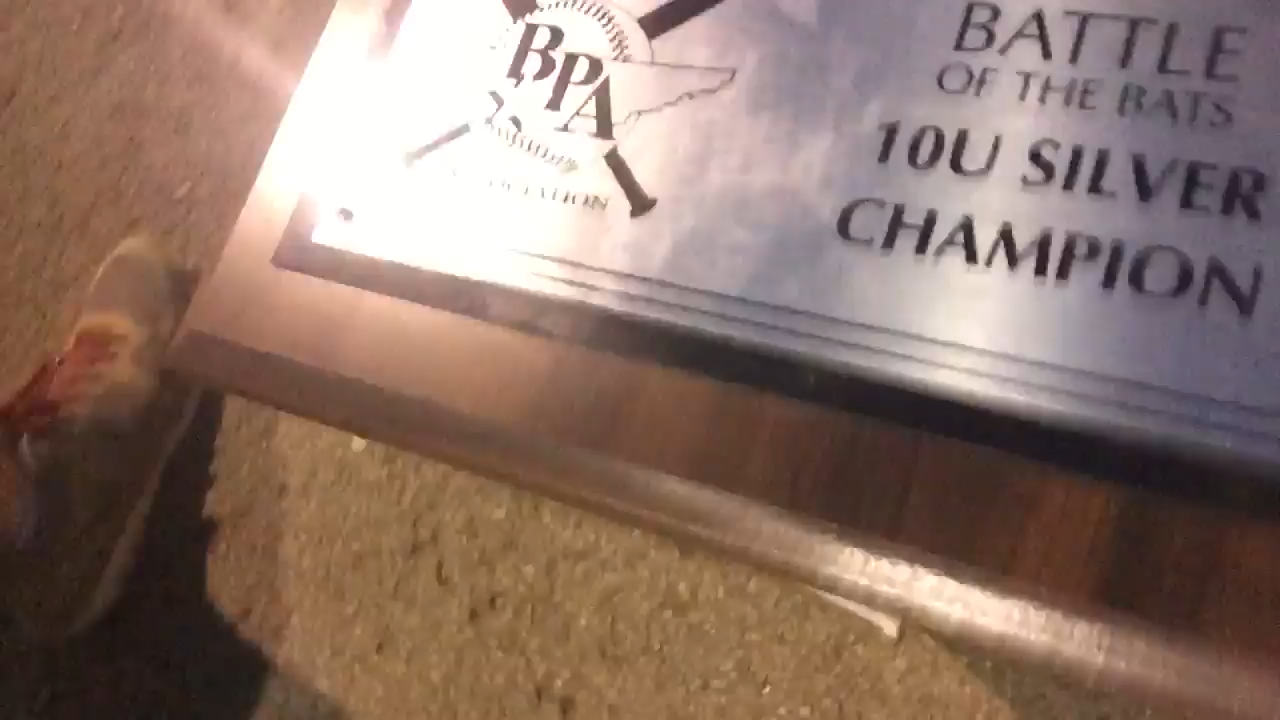 BPA
BATTLE
OF THE BATS
10U SILVER
CHAMPION